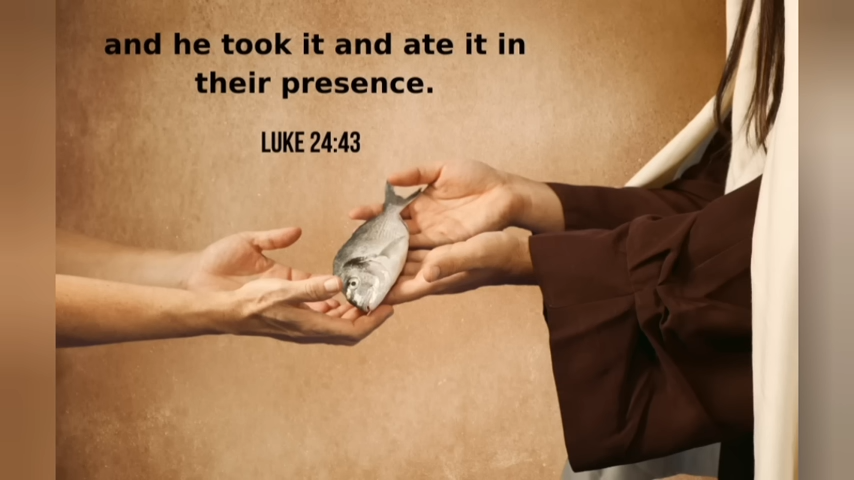 and he took it and ate it in
their presence.
LUKE 24:43